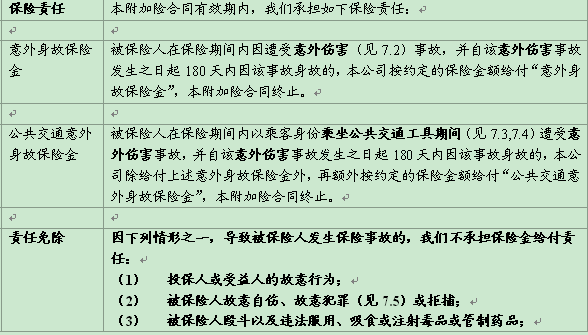 保险责任 本附加险合同有效期内，我们承担如下保险责任：
意外身故保险金 被保险人在保险期间内因遭受意外伤害（见 7.2）事故，并自该意外伤害事故
发生之日起 180 天内因该事故身故的，本公司按约定的保险金额给付“意外身
故保险金”，本附加险合同终止。
公共交通意外身故保险金 被保险人在保险期间内以乘客身份乘坐公共交通工具期间（见 7.3,7.4）遭受意
外伤害事故，并自该意外伤害事故发生之日起 180 天内因该事故身故的，本公
司除给付上述意外身故保险金外，再额外按约定的保险金额给付“公共交通意
外身故保险金”，本附加险合同终止。
责任免除 因下列情形之一，导致被保险人发生保险事故的，我们不承担保险金给付责
任：
（1） 投保人或受益人的故意行为；
（2） 被保险人故意自伤、故意犯罪（见 7.5）或拒捕；
（3） 被保险人殴斗以及违法服用、吸食或注射毒品或管制药品；